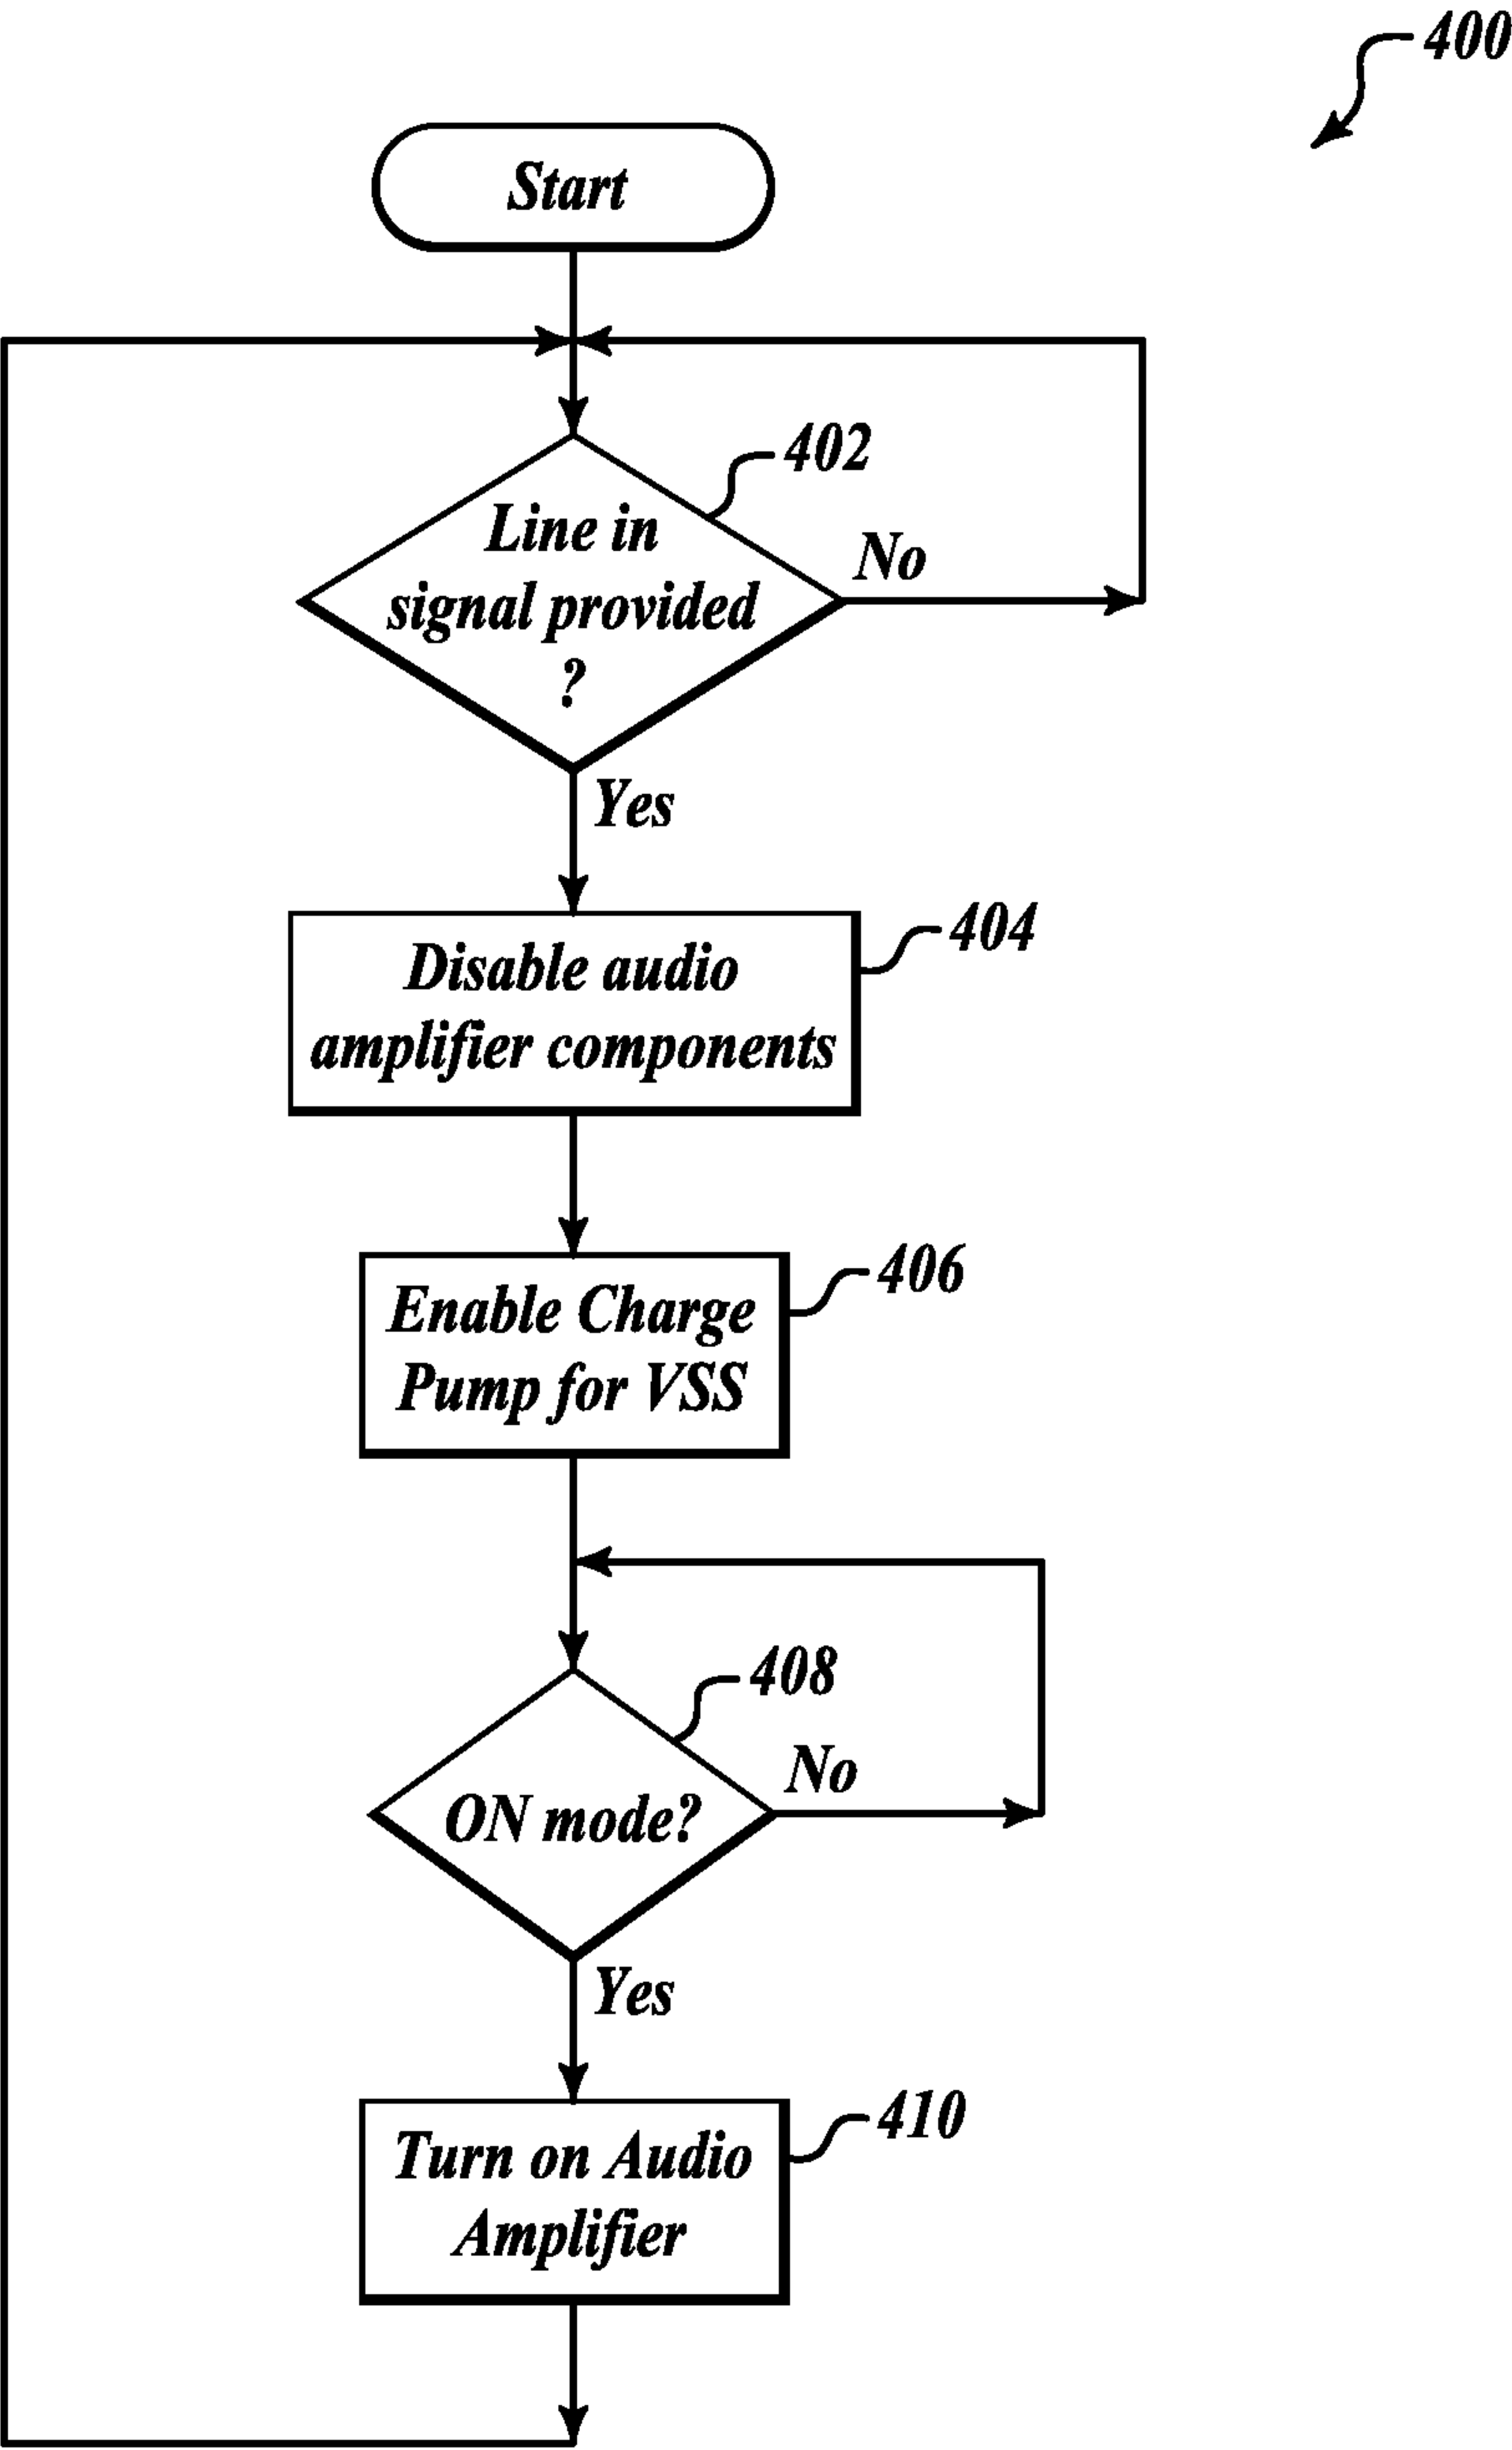 400
Start
402
Line in
signal provided
?
No
Yes
404
Disable audio
amplifier components
406
Enable Charge
Pump for VSS
408
No
ON mode?
Yes
410
Turn on Audio
Amplifier